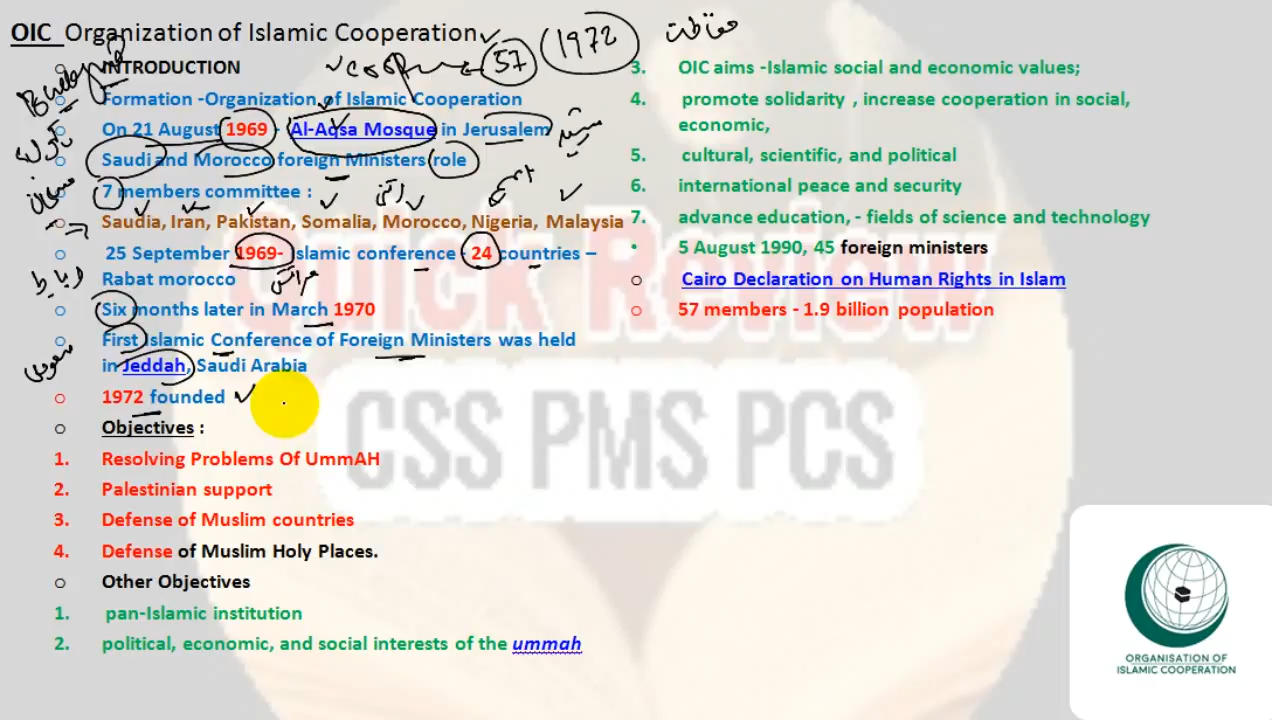 OIC Organization of Islamic Cooperation
INTRODUCTION
57
1972
Formation -Organization of Islamic Cooperation
On 21 August 1969 - Al-Aqsa Mosque in Jerusalem
Saudi and Morocco foreign Ministers role
7 members committee :
Saudia, Iran, Pakistan, Somalia, Morocco, Nigeria, Malaysia
25 September 1969- Islamic conference - 24 countries –
Rabat morocco
رباط
مراکش
Six months later in March 1970
First Islamic Conference of Foreign Ministers was held
in Jeddah, Saudi Arabia
1972 founded
Objectives :
1. Resolving Problems Of UmmAH
2. Palestinian support
3. Defense of Muslim countries
4. Defense of Muslim Holy Places.
Other Objectives
1. pan-Islamic institution
2. political, economic, and social interests of the ummah
3. OIC aims -Islamic social and economic values;
4. promote solidarity , increase cooperation in social,
economic,
5. cultural, scientific, and political
6. international peace and security
7. advance education, - fields of science and technology
• 5 August 1990, 45 foreign ministers
Cairo Declaration on Human Rights in Islam
57 members - 1.9 billion population
Quick Review
CSS PMS PCS
ORGANISATION OF
ISLAMIC COOPERATION